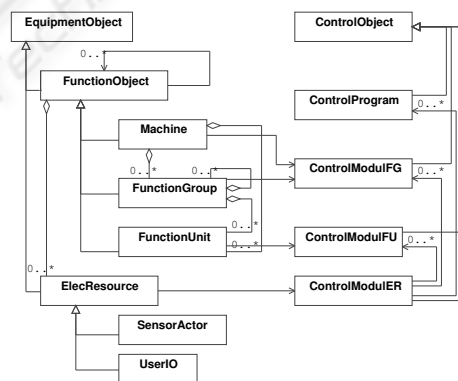 EquipmentObject
ControlObject
0..*
FunctionObject
ControlProgram
0..*
Machine
0..*
0..*
ControlModulFG
0..*
FunctionGroup
0..*
FunctionUnit
0..*
ControlModulFU
0..*
0..*
ElecResource
ControlModulER
SensorActor
UserIO